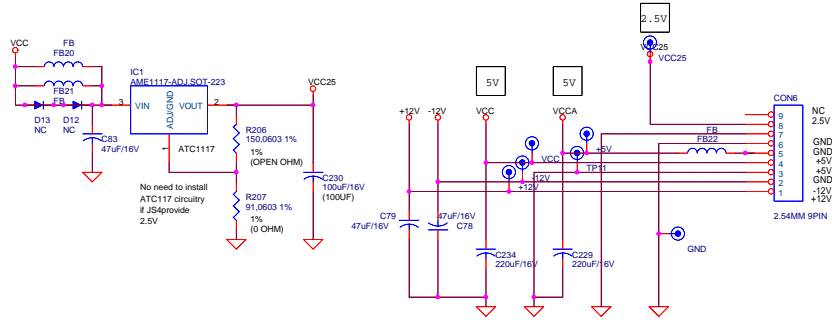 VCC
FB
FB20
FB21
FB
D13
NC
D12
NC
C83
47uF/16V
IC1
AME1117-ADJ,SOT-223
3
VIN
VOUT
2
ADJ/GND
1
ATC1117
No need to install
ATC117 circuitry
if JS4provide
2.5V
R206
150,0603 1%
1%
(OPEN OHM)
R207
91,0603 1%
1%
(0 OHM)
VCC25
C230
100uF/16V
(100UF)
+12V
-12V
5V
VCC
5V
VCCA
2.5V
VCC25
VCC25
+5V
VCC
TP11
-12V
+12V
C79
47uF/16V
47uF/16V
C78
C234
220uF/16V
C229
220uF/16V
FB
FB22
GND
CON6
9
8
7
6
5
4
3
2
1
NC
2.5V
GND
GND
+5V
+5V
GND
-12V
+12V
2.54MM 9PIN